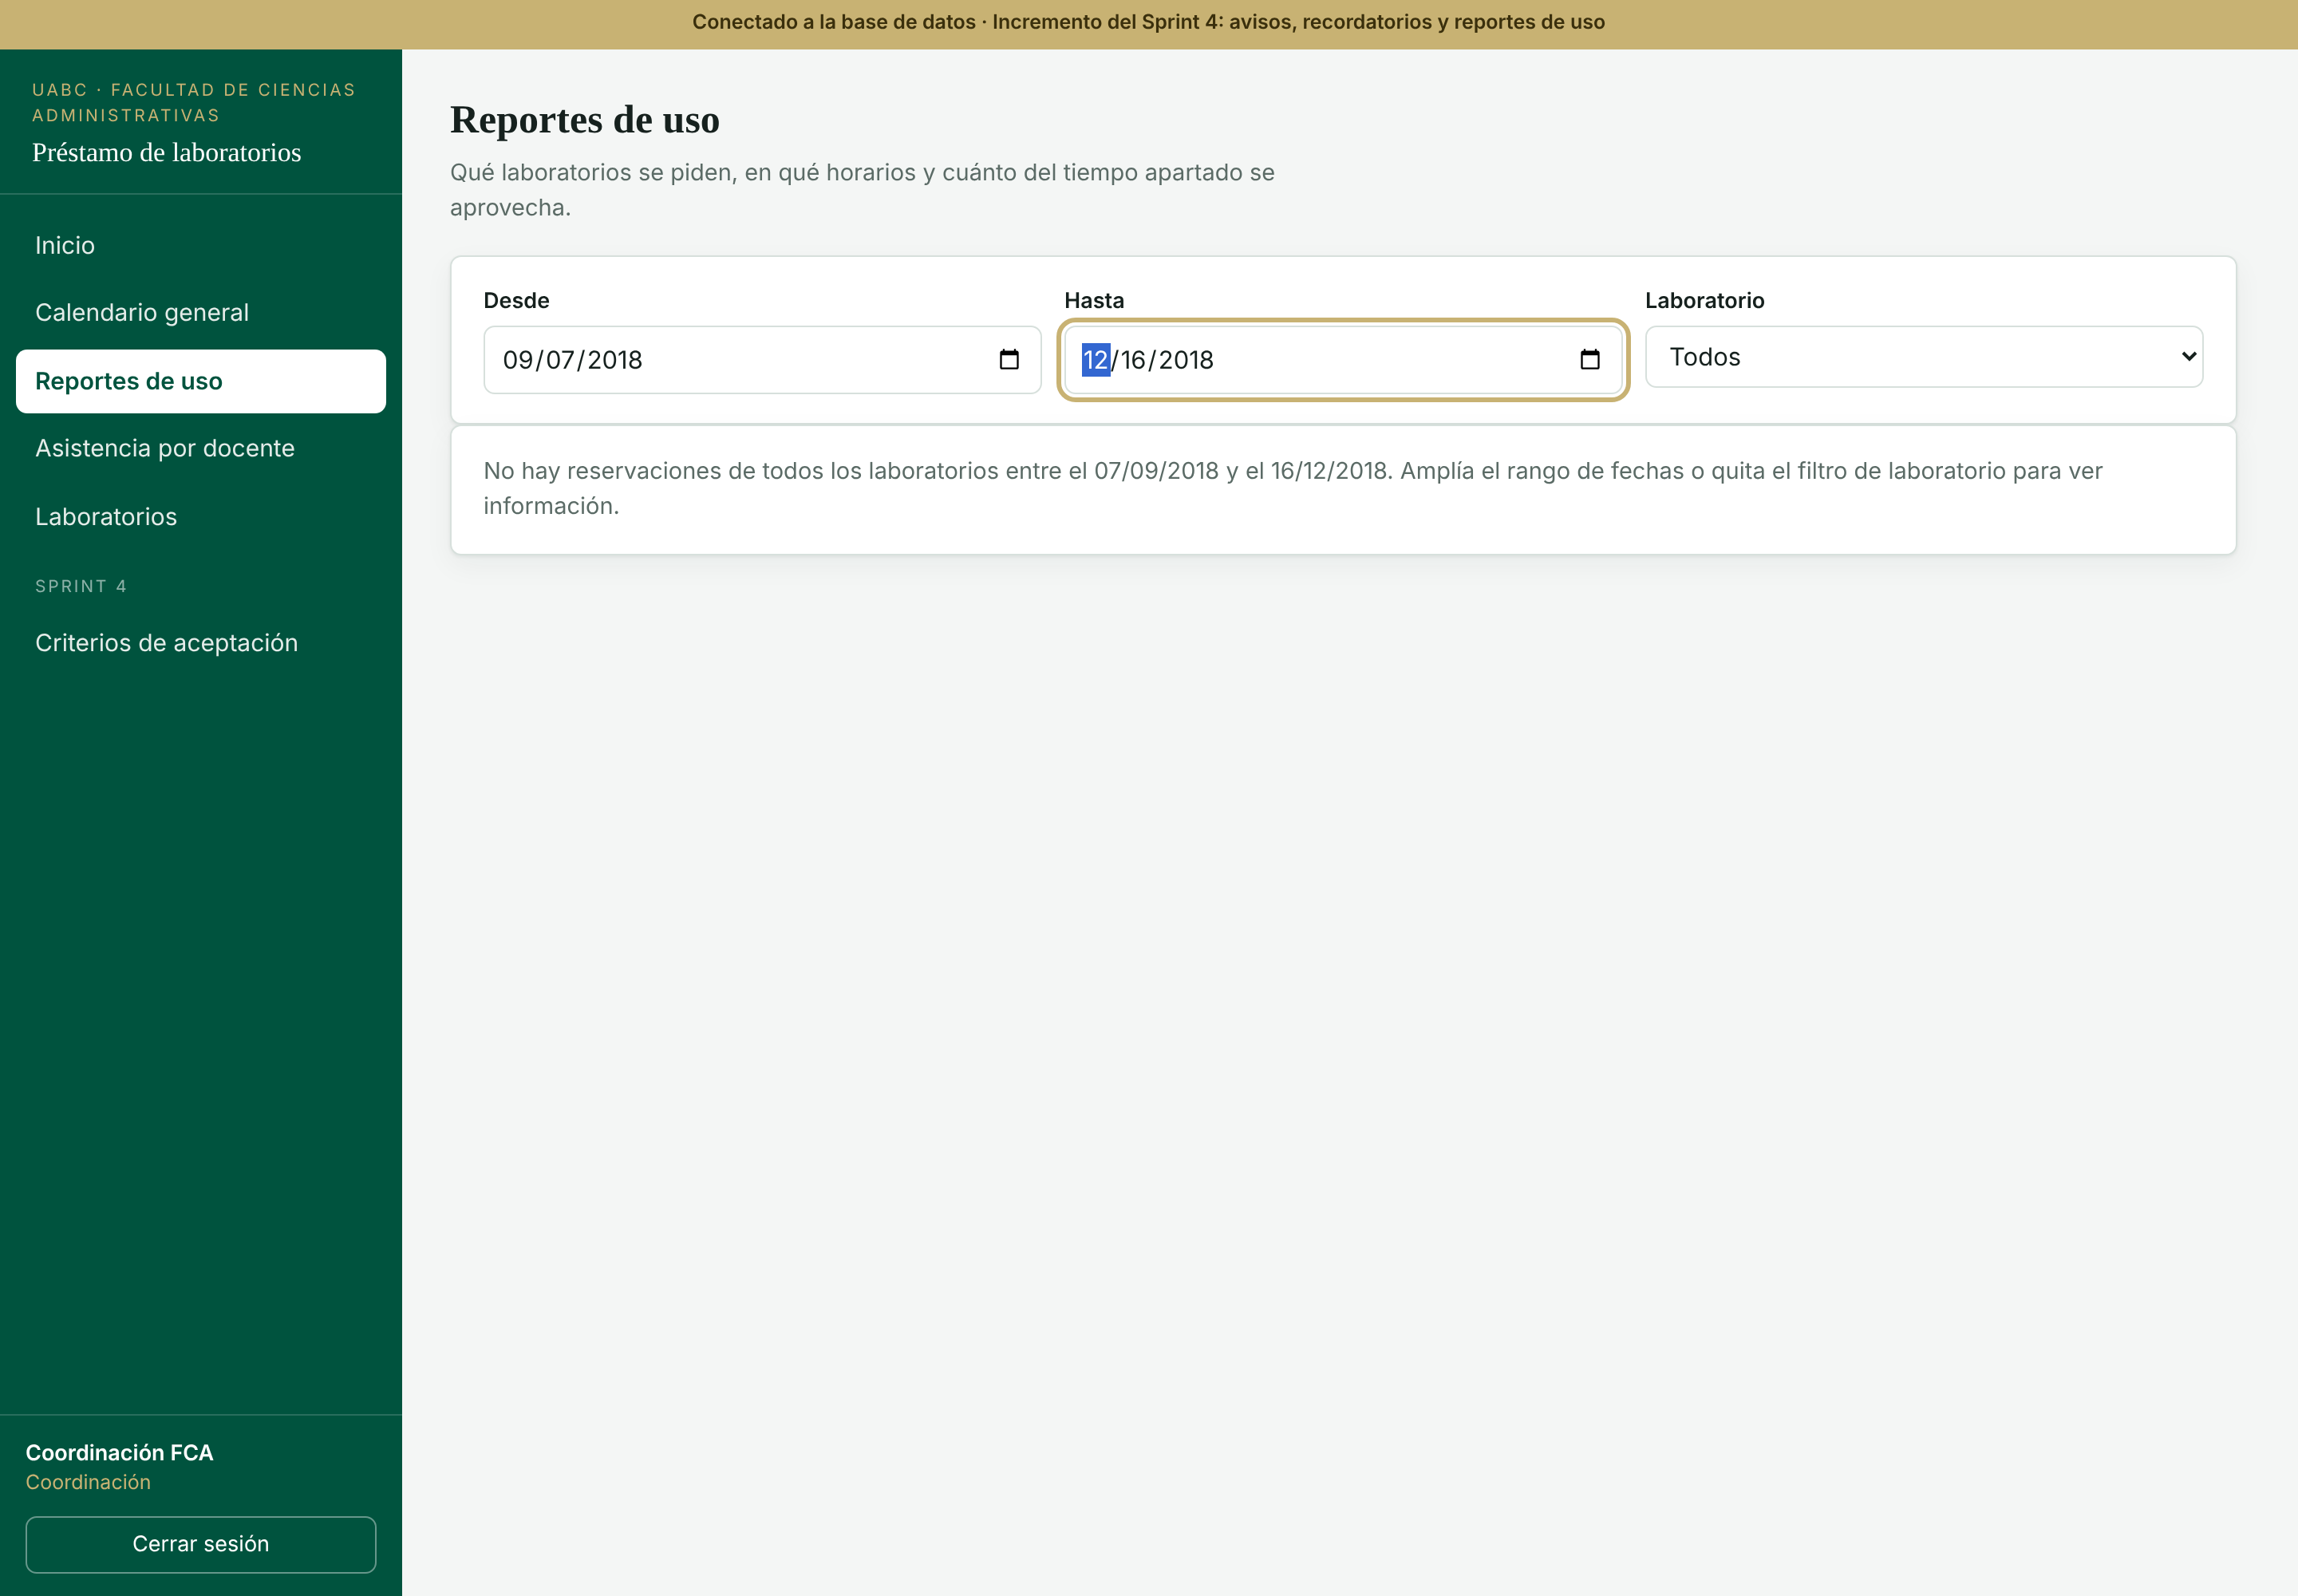 Conectado a la base de datos · Incremento del Sprint 4: avisos, recordatorios y reportes de uso
UABC · FACULTAD DE CIENCIAS
ADMINISTRATIVAS
Préstamo de laboratorios
Inicio
Calendario general
Reportes de uso
Asistencia por docente
Laboratorios
SPRINT 4
Criterios de aceptación
Coordinación FCA
Coordinación
Cerrar sesión
Reportes de uso
Qué laboratorios se piden, en qué horarios y cuánto del tiempo apartado se
aprovecha.
Desde
09/07/2018
Hasta
12/16/2018
Laboratorio
Todos
No hay reservaciones de todos los laboratorios entre el 07/09/2018 y el 16/12/2018. Amplía el rango de fechas o quita el filtro de laboratorio para ver
información.